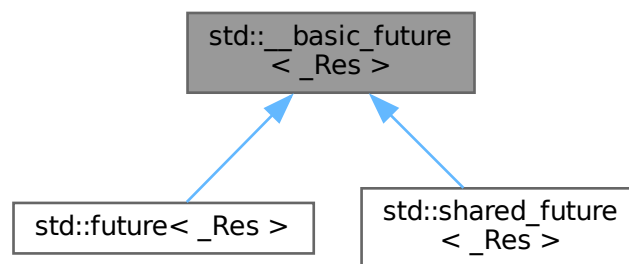 std::__basic_future
< _Res >
std::future< _Res >
std::shared_future
< _Res >